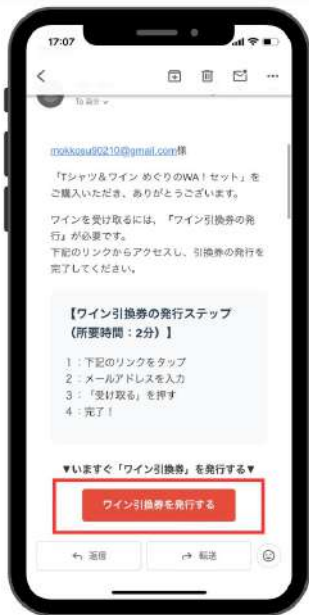 17:07
To 自分
mokkosu90210@gmail.com様
「Tシャツ&ワイン めぐりのWA！セット」を
ご購入いただき、ありがとうございます。
ワインを受け取るには、「ワイン引換券の発
行」が必要です。
下記のリンクからアクセスし、引換券の発行を
完了してください。
【ワイン引換券の発行ステップ
（所要時間：2分）】
1：下記のリンクをタップ
2：メールアドレスを入力
3：「受け取る」を押す
4：完了！
▼いますぐ「ワイン引換券」を発行する▼
ワイン引換券を発行する
返信
転送